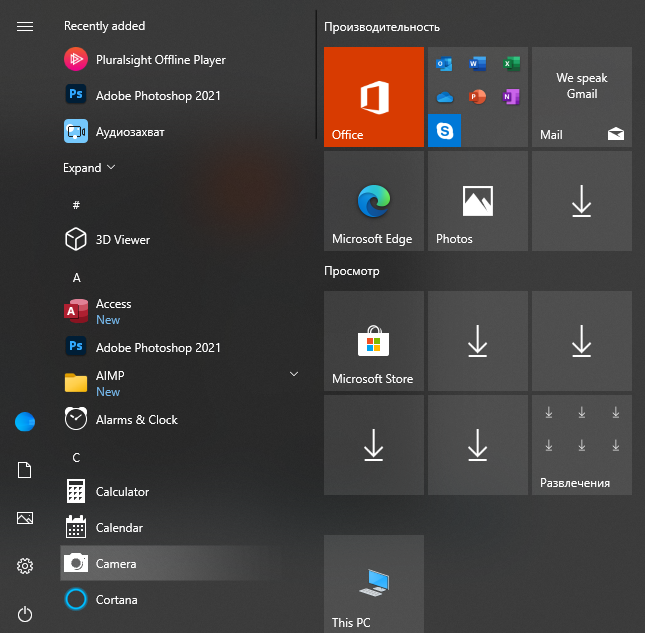 Recently added
Pluralsight Offline Player
Ps
Adobe Photoshop 2021
Аудиозахват
Expand
#
3D Viewer
A
A
Access
New
Ps
Adobe Photoshop 2021
AIMP
New
Alarms & Clock
C
Calculator
Calendar
Camera
Cortana
Производительность
Office
O
W
X
P
N
S
We speak
Gmail
Mail
Microsoft Edge
Photos
Просмотр
Microsoft Store
Развлечения
This PC